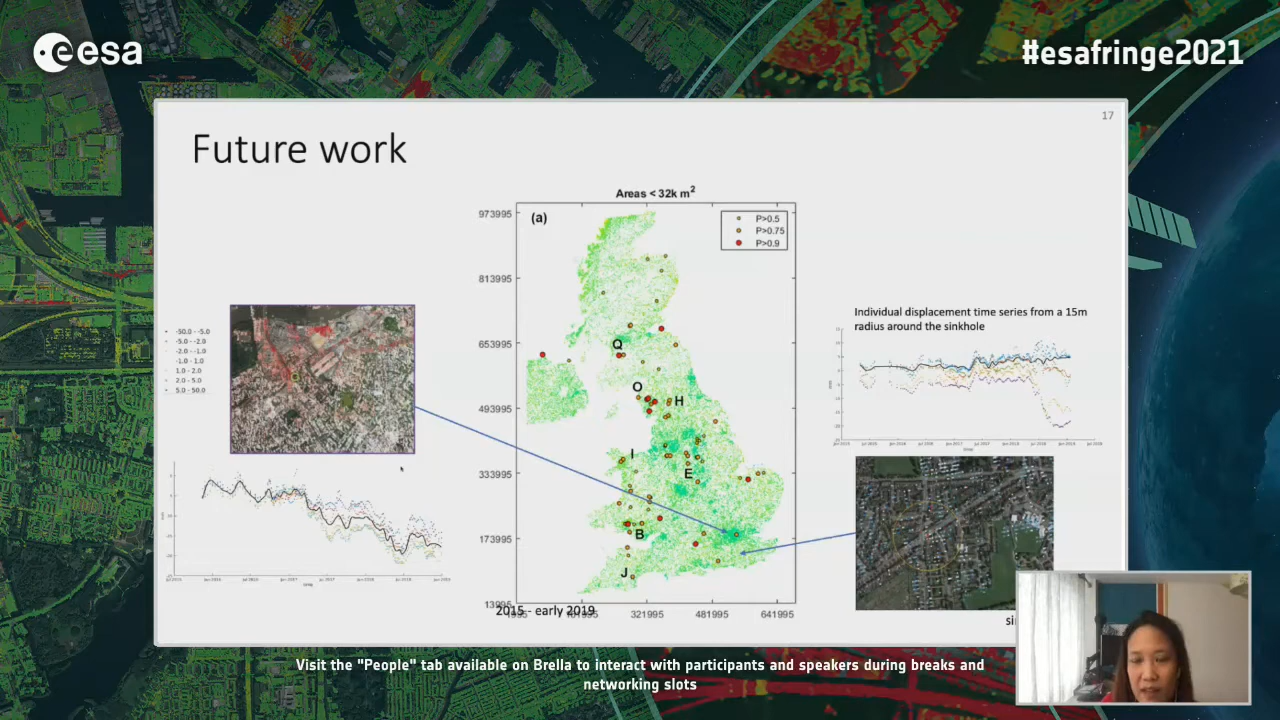 esa
#esafringe2021
17
Future work
Areas < 32k m2
(a)
P>0.5
P>0.75
P>0.9
973995
813995
653995
493995
333995
173995
13995
321995
481995
641995
Q
O
H
I
E
B
J
2015 - early 2019
-50.0 - -5.0
-5.0 - -2.0
-2.0 - -1.0
-1.0 - 1.0
1.0 - 2.0
2.0 - 5.0
5.0 - 50.0
Individual displacement time series from a 15m
radius around the sinkhole
Visit the "People" tab available on Brella to interact with participants and speakers during breaks and
networking slots